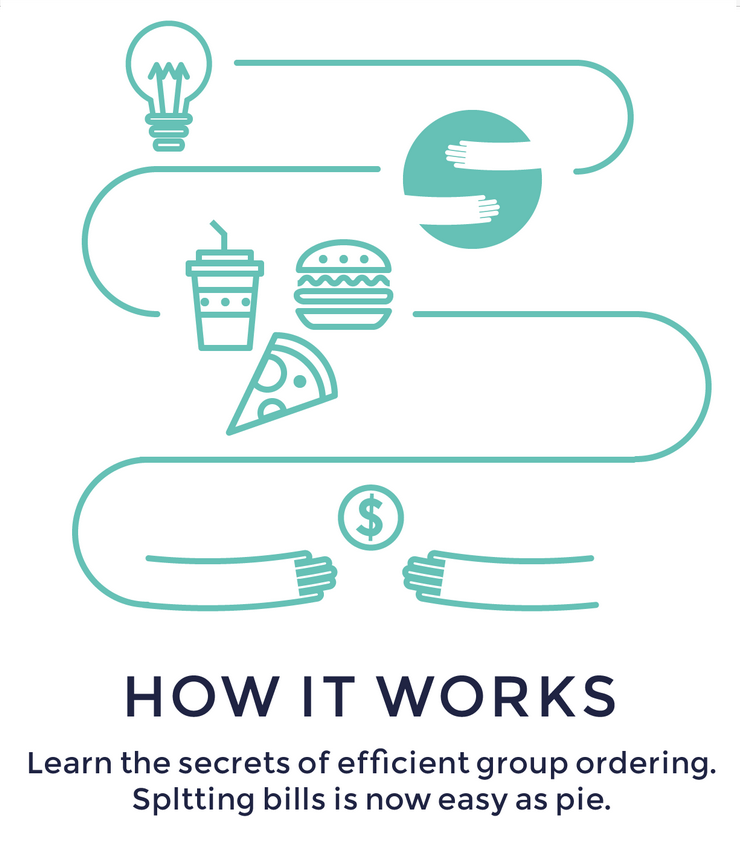 $
HOW IT WORKS
Learn the secrets of efficient group ordering.
Spltting bills is now easy as pie.